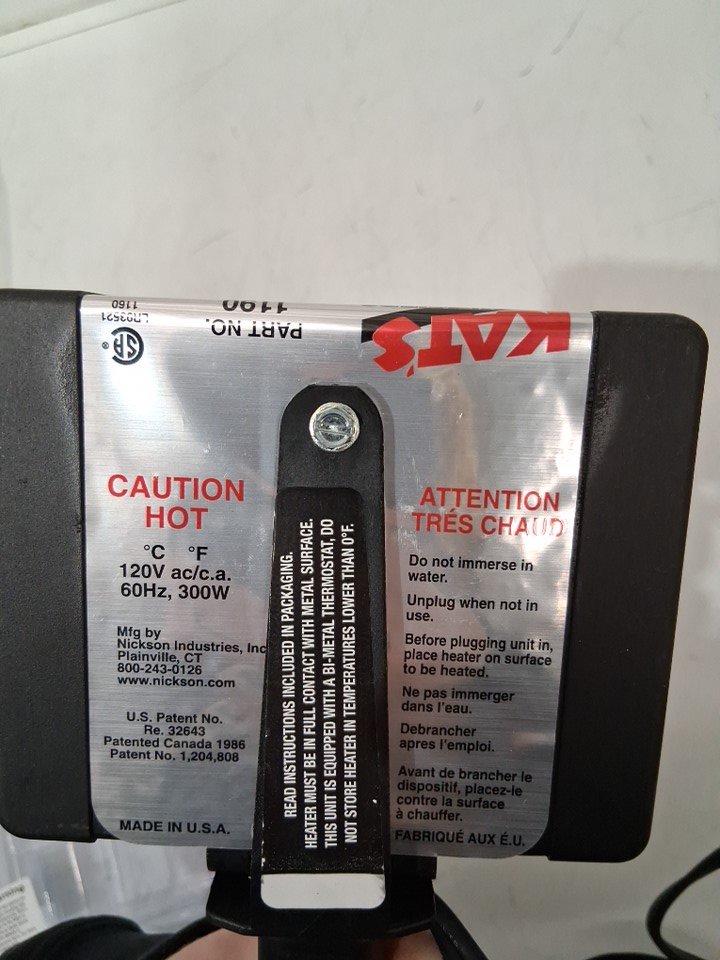 LR93521
1160
SA
®
PART NO.
1190
KAT'S
CAUTION
HOT
°C °F
120V ac/c.a.
60Hz, 300W
Mfg by
Nickson Industries, Inc
Plainville, CT
800-243-0126
www.nickson.com
U.S. Patent No.
Re. 32643
Patented Canada 1986
Patent No. 1,204,808
MADE IN U.S.A.
READ INSTRUCTIONS INCLUDED IN PACKAGING.
HEATER MUST BE IN FULL CONTACT WITH METAL SURFACE.
THIS UNIT IS EQUIPPED WITH A BI-METAL THERMOSTAT, DO
NOT STORE HEATER IN TEMPERATURES LOWER THAN 0°F.
ATTENTION
TRÉS CHAUD
Do not immerse in
water.
Unplug when not in
use.
Before plugging unit in,
place heater on surface
to be heated.
Ne pas immerger
dans l'eau.
Debrancher
apres l'emploi.
Avant de brancher le
dispositif, placez-le
contre la surface
à chauffer.
FABRIQUÉ AUX É.U.